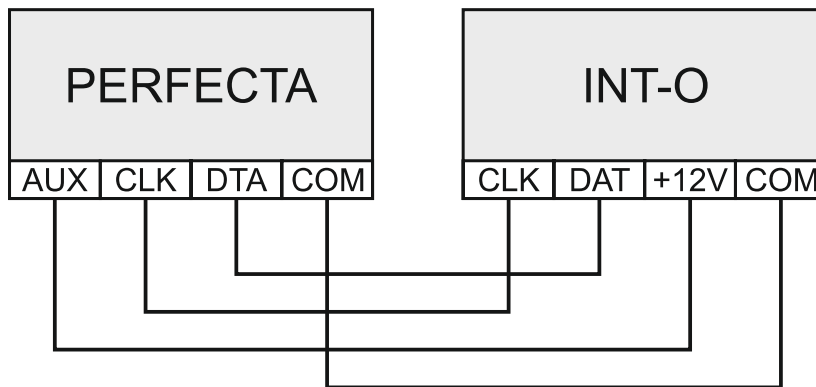 PERFECTA
INT-O
AUX CLK DTA COM
CLK DAT +12V COM